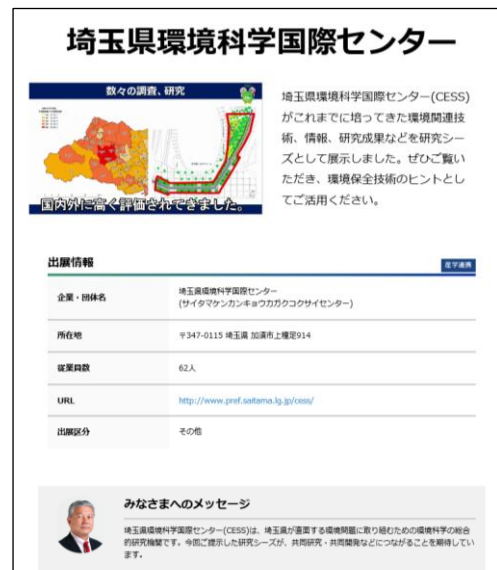 埼玉県環境科学国際センター
数々の調査、研究
国内外に高く評価されてきました。
埼玉県環境科学国際センター(CESS)
がこれまでに培ってきた環境関連技
術、情報、研究成果などを研究シー
ズとして展示しました。ぜひご覧い
ただき、環境保全技術のヒントとし
てご活用ください。
出展情報
産学連携
企業・団体名
埼玉県環境科学国際センター
(サイタマケンカンキョウカガクコクサイセンター)
所在地
〒347-0115 埼玉県 加須市上種足914
従業員数
62人
URL
http://www.pref.saitama.lg.jp/cess/
出展区分
その他
みなさまへのメッセージ
埼玉県環境科学国際センター(CESS)は、埼玉県が直面する環境問題に取り組むための環境科学の総合
的研究機関です。今回ご提示した研究シーズが、共同研究・共同開発などにつながることを期待してい
ます。